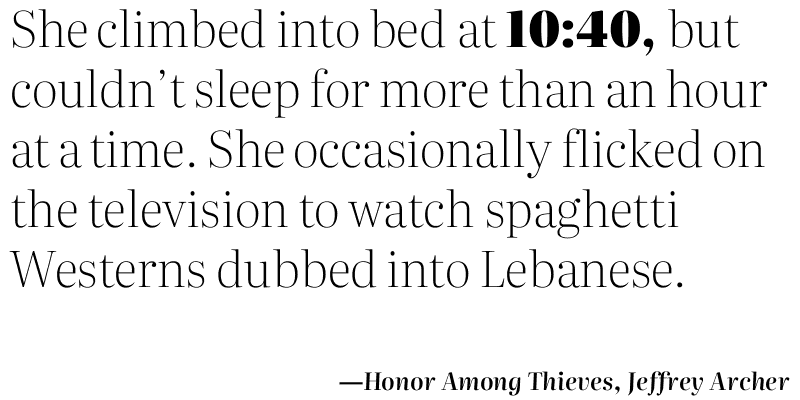 She climbed into bed at 10:40, but
couldn’t sleep for more than an hour
at a time. She occasionally flicked on
the television to watch spaghetti
Westerns dubbed into Lebanese.
—Honor Among Thieves, Jeffrey Archer